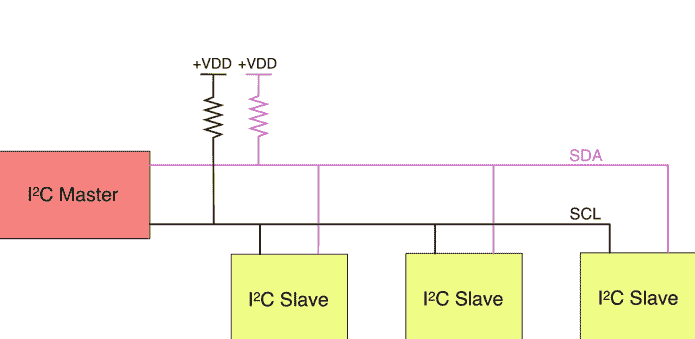 +VDD +VDD
SDA
I²C Master
SCL
I²C Slave
I²C Slave
I²C Slave